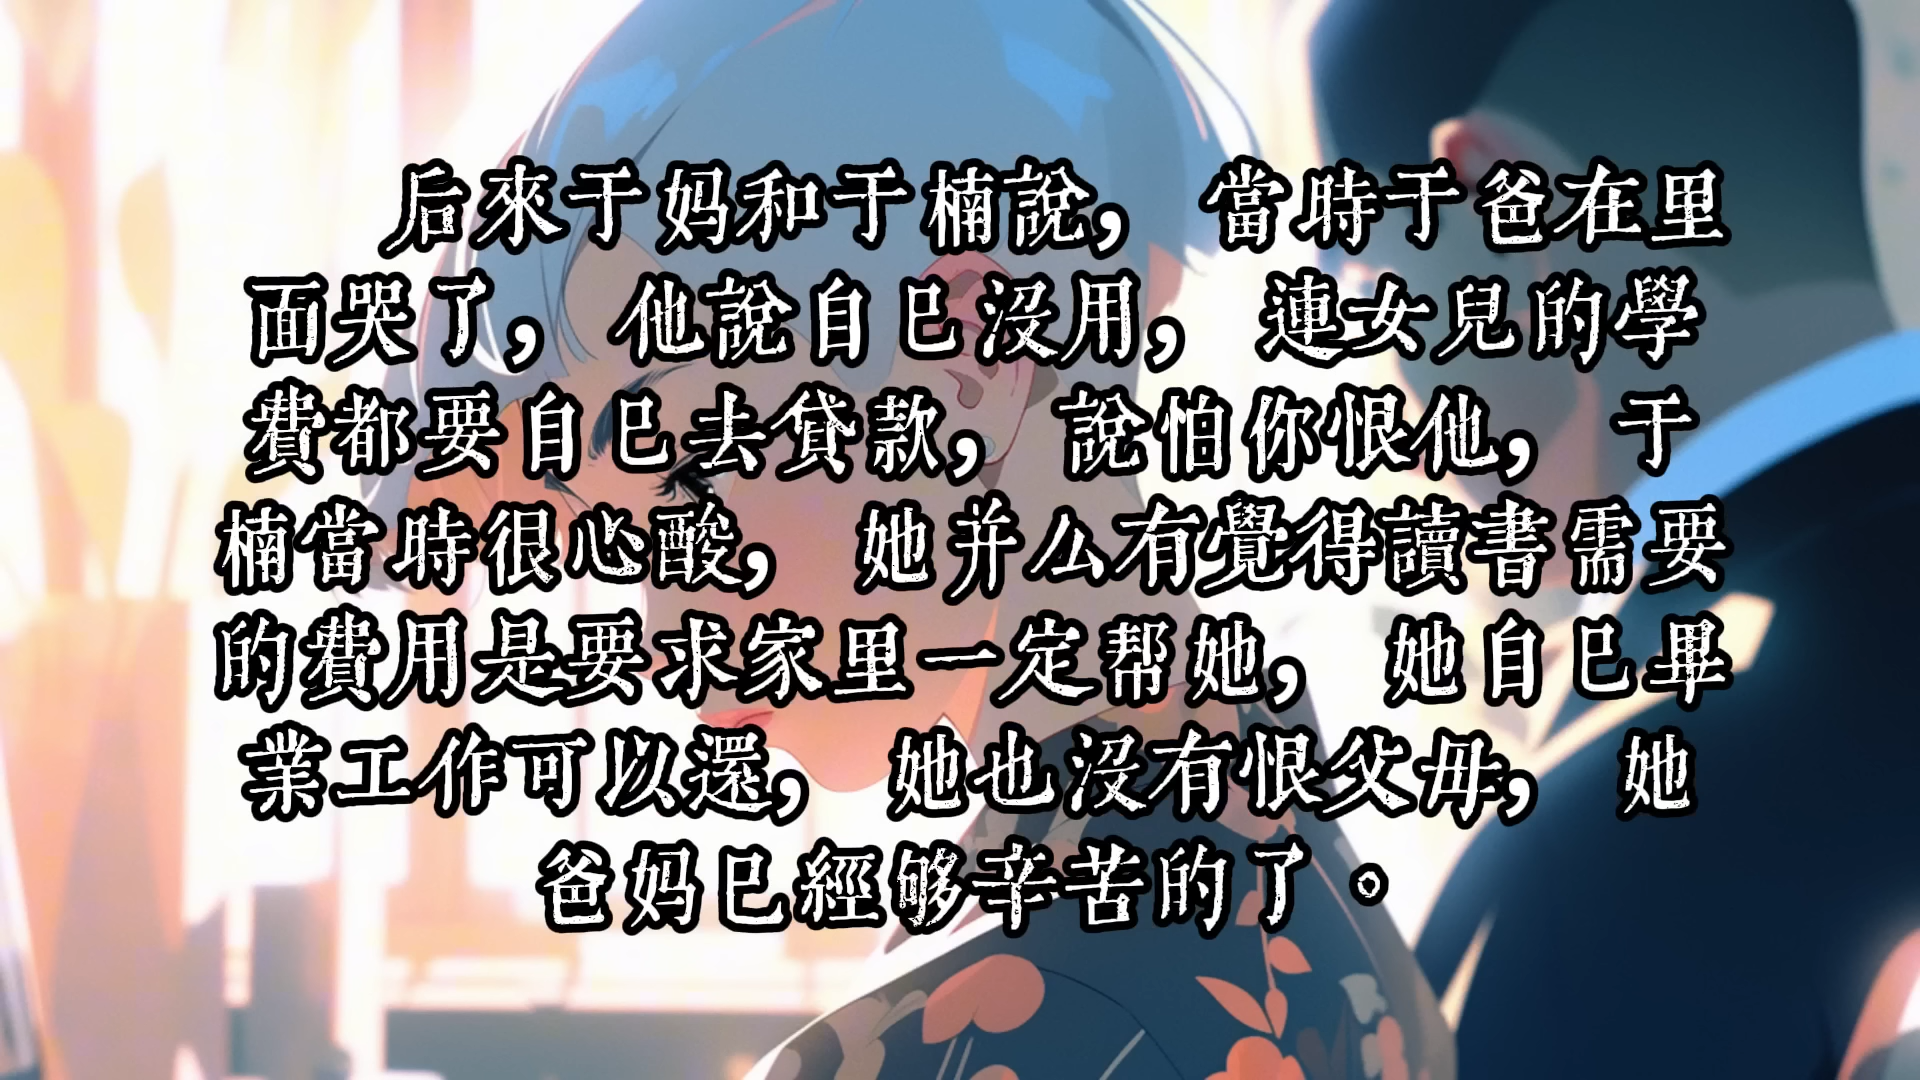 后來于妈和于楠說，當時于爸在里
面哭了，他說自已沒用，連女兒的學
費都要自已去貸款，說怕你恨他，于
楠當時很心酸，她并么有覺得讀書需要
的費用是要求家里一定帮她，她自已畢
業工作可以還，她也沒有恨父毋，她
爸妈已經够辛苦的了。